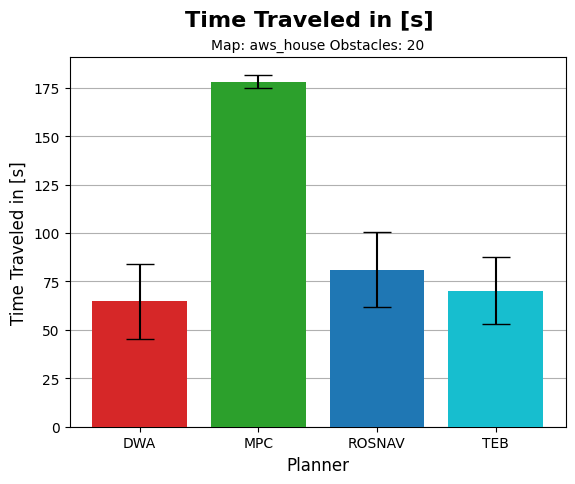 Time Traveled in [s]
Map: aws_house Obstacles: 20
Time Traveled in [s]
175
150
125
100
75
50
25
0
DWA MPC ROSNAV TEB
Planner